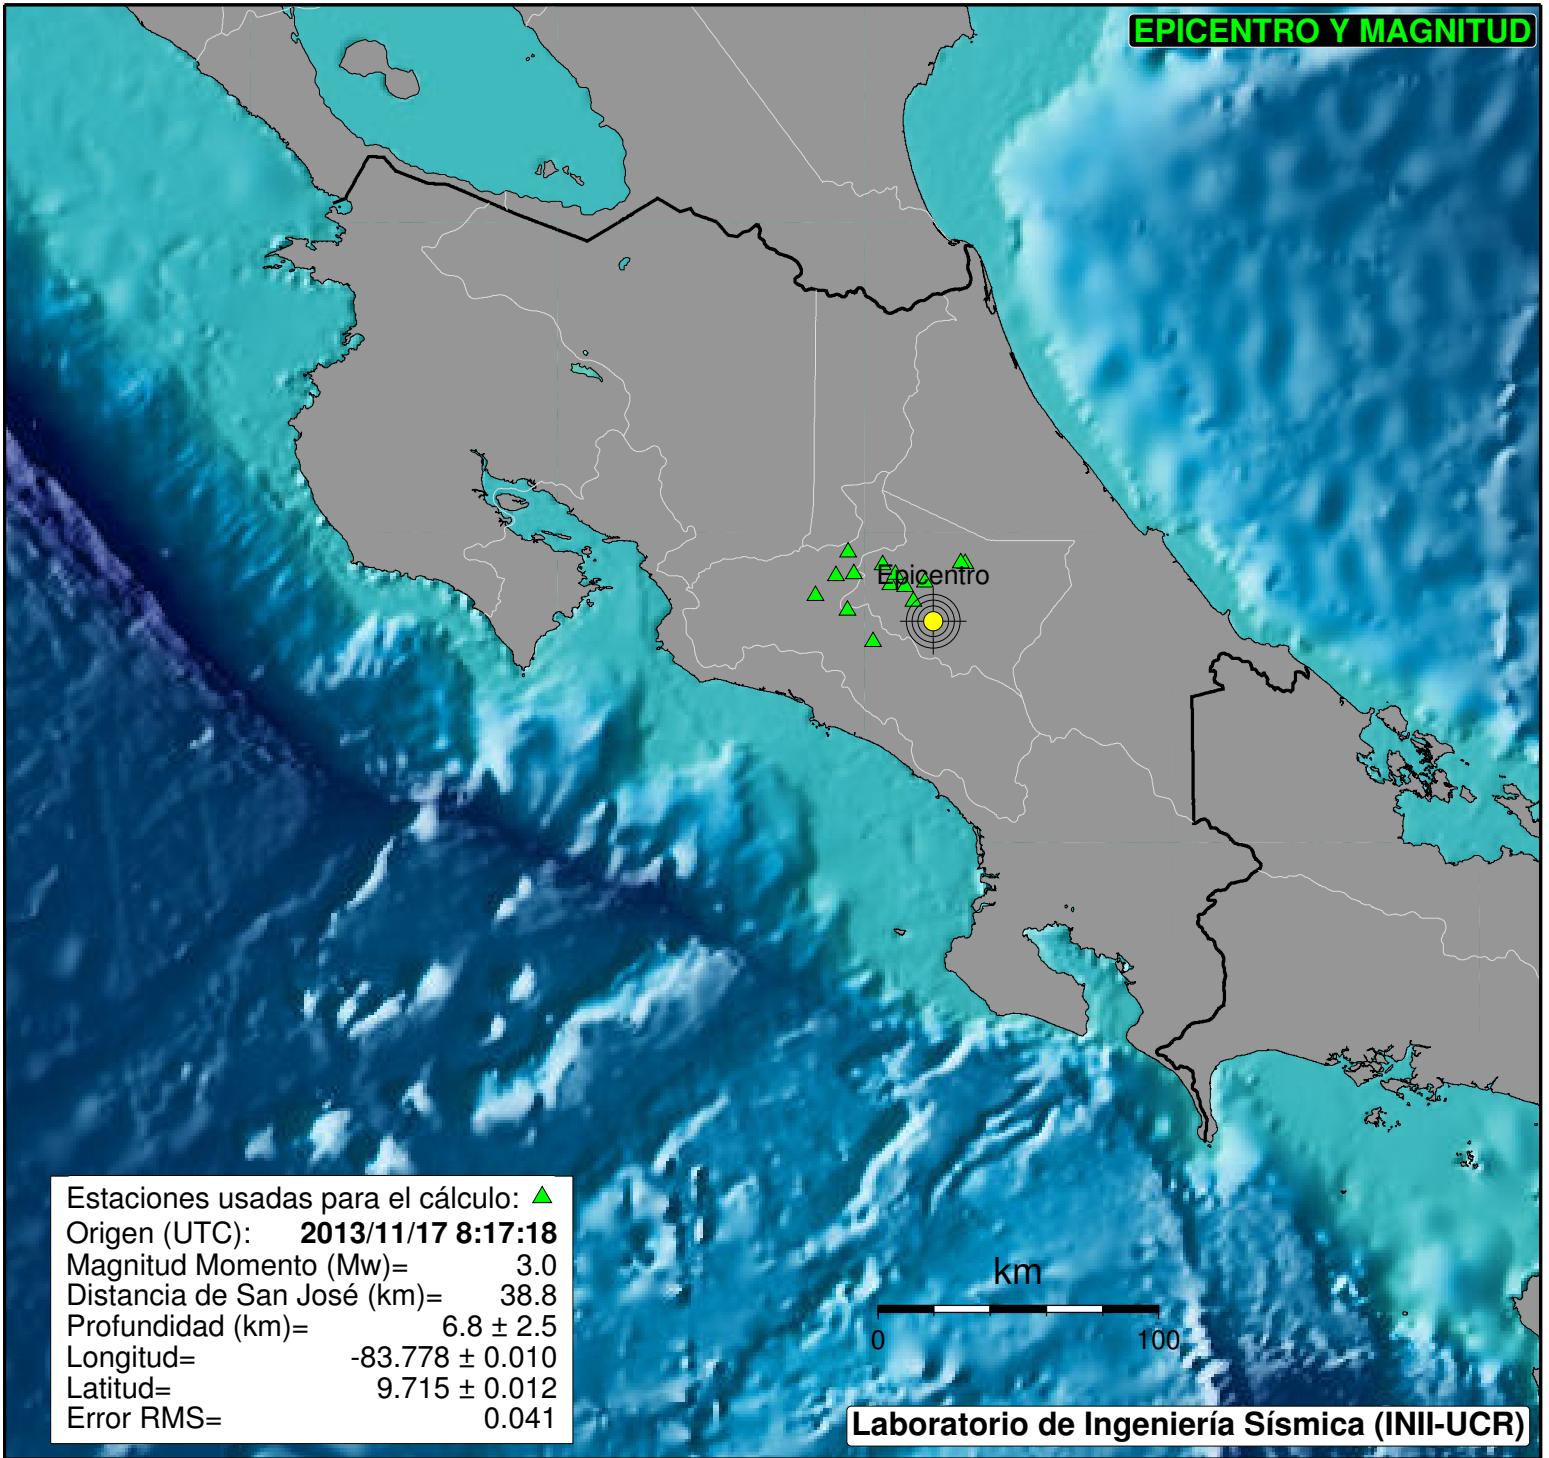 EPICENTRO Y MAGNITUD
Epicentro
Estaciones usadas para el cálculo:
Origen (UTC): 2013/11/17 8:17:18
Magnitud Momento (Mw)= 3.0
Distancia de San José (km)= 38.8
Profundidad (km)= 6.8 ± 2.5
Longitud= -83.778 ± 0.010
Latitud= 9.715 ± 0.012
Error RMS= 0.041
km
0 100
Laboratorio de Ingeniería Sísmica (INII-UCR)